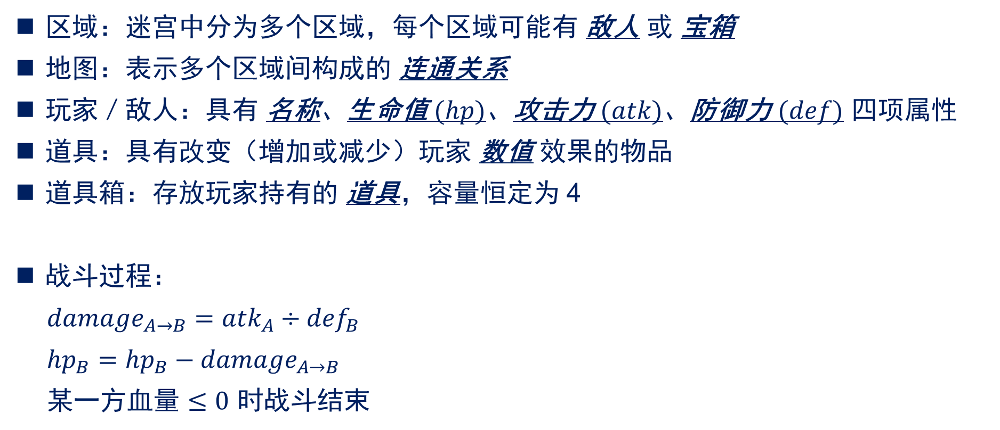 ■ 区域：迷宫中分为多个区域，每个区域可能有 敌人 或 宝箱
■ 地图：表示多个区域间构成的 连通关系
■ 玩家 / 敌人：具有 名称、生命值(hp)、攻击力(atk)、防御力(def) 四项属性
■ 道具：具有改变（增加或减少）玩家 数值 效果的物品
■ 道具箱：存放玩家持有的 道具，容量恒定为 4
■ 战斗过程：
damage_{A→B} = atk_A ÷ def_B
hp_B = hp_B − damage_{A→B}
某一方血量 ≤ 0 时战斗结束